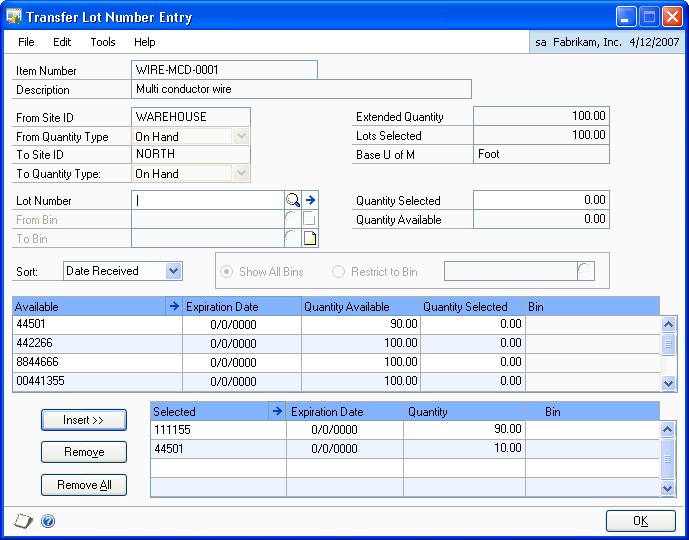 Transfer Lot Number Entry
File Edit Tools Help sa Fabrikam, Inc. 4/12/2007
Item Number WIRE-MCD-0001
Description Multi conductor wire
From Site ID WAREHOUSE Extended Quantity 100.00
From Quantity Type On Hand Lots Selected 100.00
To Site ID NORTH Base U of M Foot
To Quantity Type: On Hand
Lot Number Quantity Selected 0.00
From Bin Quantity Available 0.00
To Bin
Sort: Date Received Show All Bins Restrict to Bin
Available Expiration Date Quantity Available Quantity Selected Bin
44501 0/0/0000 90.00 0.00
442266 0/0/0000 100.00 0.00
8844666 0/0/0000 100.00 0.00
00441355 0/0/0000 100.00 0.00
Insert >>
Remove
Remove All
Selected Expiration Date Quantity Bin
111155 0/0/0000 90.00
44501 0/0/0000 10.00
OK